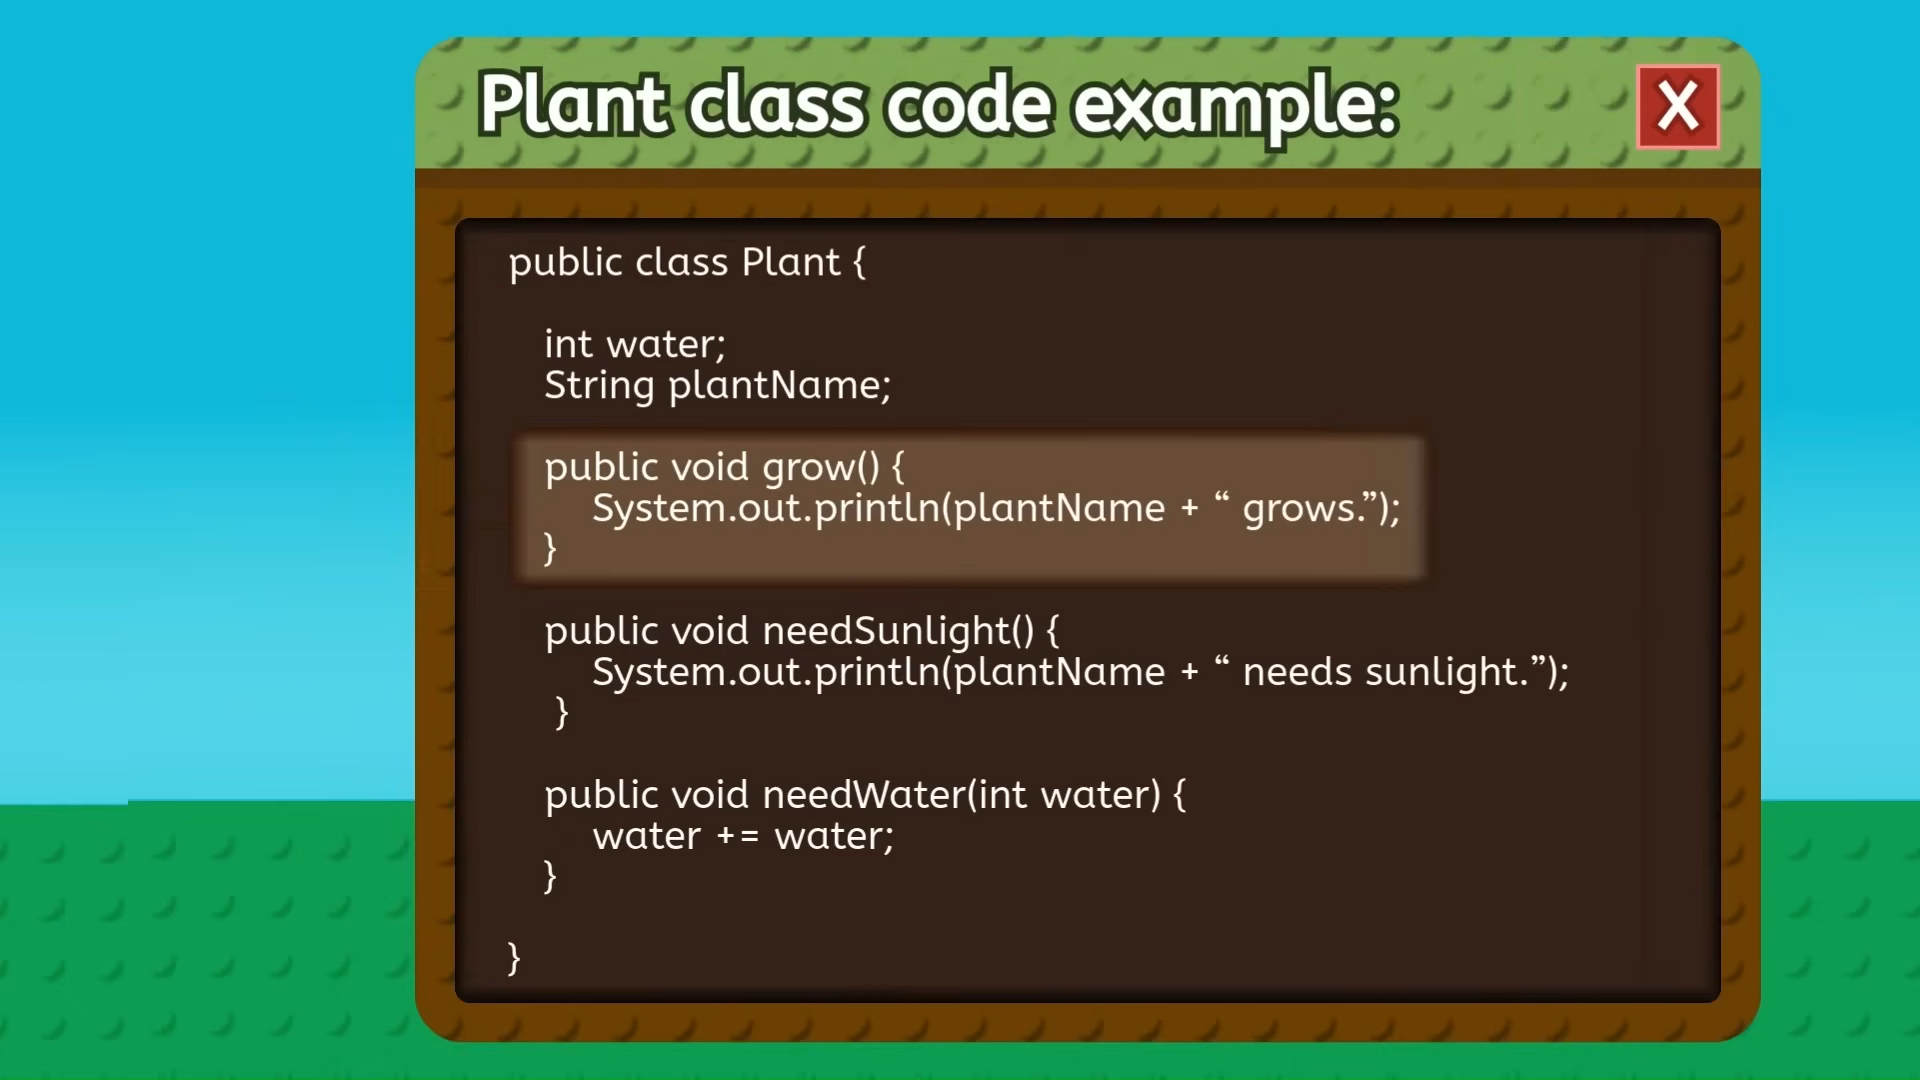 Plant class code example:
X
public class Plant {
int water;
String plantName;
public void grow() {
System.out.println(plantName + “ grows.”);
}
public void needSunlight() {
System.out.println(plantName + “ needs sunlight.”);
}
public void needWater(int water) {
water += water;
}
}